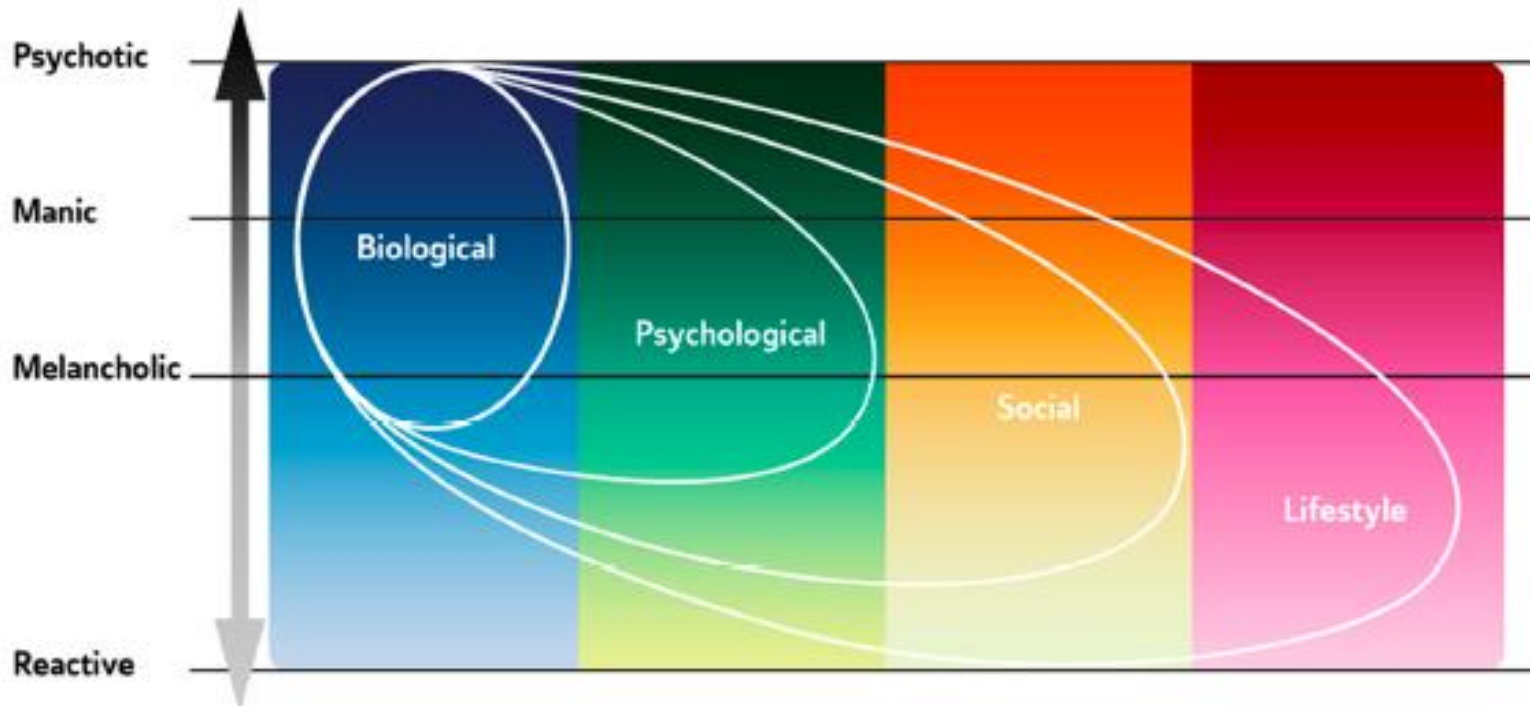 Psychotic
Manic
Biological
Psychological
Melancholic
Social
Lifestyle
Reactive